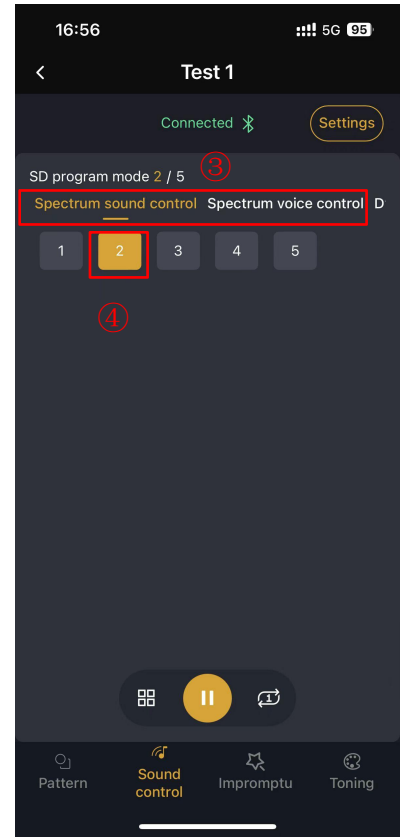 16:56 5G 95
Test 1
Connected Settings
③
SD program mode 2 / 5
Spectrum sound control Spectrum voice control D
1 2 3 4 5
④
1
Pattern Sound control Impromptu Toning